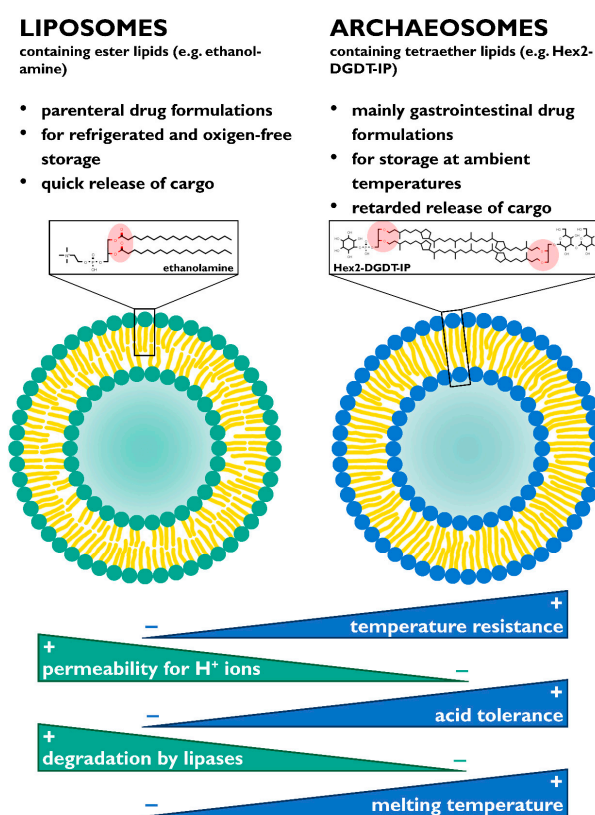 LIPOSOMES
containing ester lipids (e.g. ethanol-
amine)
• parenteral drug formulations
• for refrigerated and oxigen-free
storage
• quick release of cargo
ethanolamine
ARCHAEOSOMES
containing tetraether lipids (e.g. Hex2-
DGDT-IP)
• mainly gastrointestinal drug
formulations
• for storage at ambient
temperatures
• retarded release of cargo
Hex2-DGDT-IP
− +
temperature resistance
+ −
permeability for H⁺ ions
− +
acid tolerance
+ −
degradation by lipases
− +
melting temperature